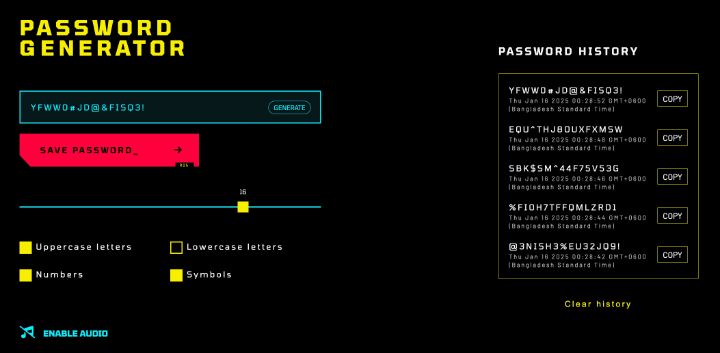 PASSWORD
GENERATOR
YFWW0#JD@&FISQ3!
GENERATE
SAVE PASSWORD_
→
R25
16
Uppercase letters
Lowercase letters
Numbers
Symbols
ENABLE AUDIO
PASSWORD HISTORY
YFWW0#JD@&FISQ3!
Thu Jan 16 2025 00:28:52 GMT+0600
(Bangladesh Standard Time)
COPY
EQU^THJ8OUXFXMSW
Thu Jan 16 2025 00:28:48 GMT+0600
(Bangladesh Standard Time)
COPY
SBK$SM^44F75V53G
Thu Jan 16 2025 00:28:46 GMT+0600
(Bangladesh Standard Time)
COPY
%FI0H7TFFQMLZRD1
Thu Jan 16 2025 00:28:44 GMT+0600
(Bangladesh Standard Time)
COPY
@3NISH3%EU32JQ9!
Thu Jan 16 2025 00:28:42 GMT+0600
(Bangladesh Standard Time)
COPY
Clear history